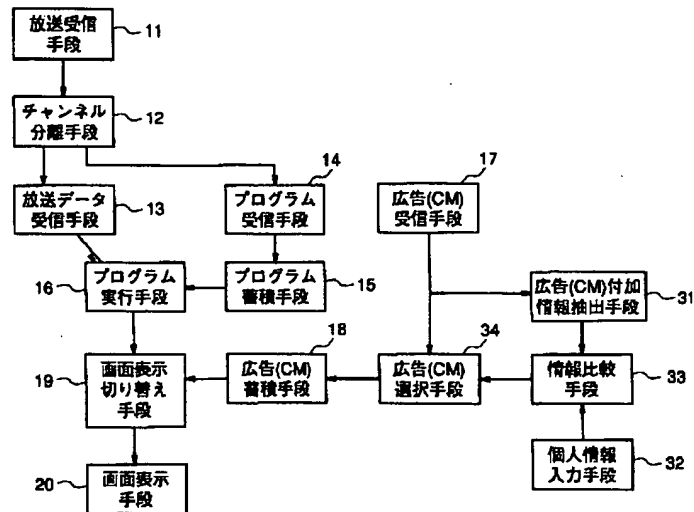 放送受信
手段
11
チャンネル
分離手段
12
放送データ
受信手段
13
プログラム
受信手段
14
広告(CM)
受信手段
17
プログラム
実行手段
16
プログラム
蓄積手段
15
広告(CM)付加
情報抽出手段
31
画面表示
切り替え
手段
19
広告(CM)
蓄積手段
18
広告(CM)
選択手段
34
情報比較
手段
33
画面表示
手段
20
個人情報
入力手段
32